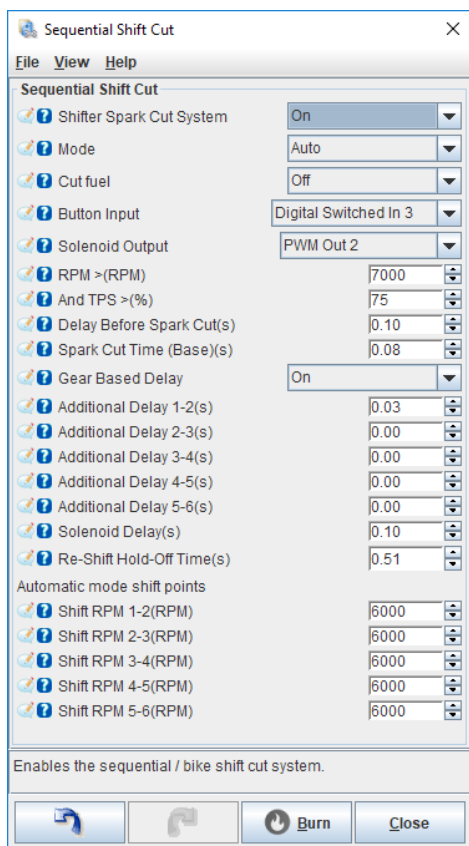 Sequential Shift Cut
File View Help
Sequential Shift Cut
Shifter Spark Cut System On
Mode Auto
Cut fuel Off
Button Input Digital Switched In 3
Solenoid Output PWM Out 2
RPM >(RPM) 7000
And TPS >(%) 75
Delay Before Spark Cut(s) 0.10
Spark Cut Time (Base)(s) 0.08
Gear Based Delay On
Additional Delay 1-2(s) 0.03
Additional Delay 2-3(s) 0.00
Additional Delay 3-4(s) 0.00
Additional Delay 4-5(s) 0.00
Additional Delay 5-6(s) 0.00
Solenoid Delay(s) 0.10
Re-Shift Hold-Off Time(s) 0.51
Automatic mode shift points
Shift RPM 1-2(RPM) 6000
Shift RPM 2-3(RPM) 6000
Shift RPM 3-4(RPM) 6000
Shift RPM 4-5(RPM) 6000
Shift RPM 5-6(RPM) 6000
Enables the sequential / bike shift cut system.
Burn Close